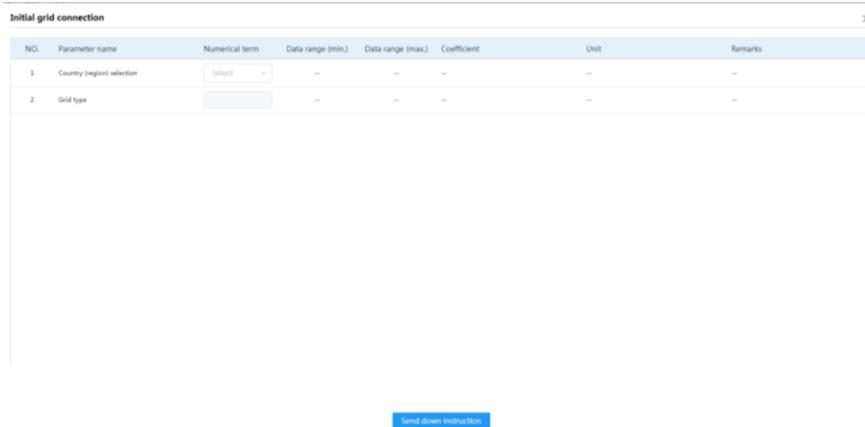 Initial grid connection
NO. Parameter name Numerical term Data range (min.) Data range (max.) Coefficient Unit Remarks
1 Country (region) selection Select -- -- -- -- --
2 Grid type -- -- -- -- --
Send down instruction